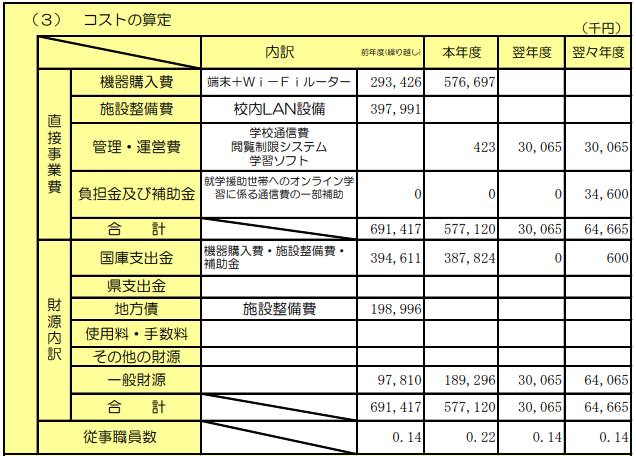 （３）　コストの算定
（千円）
内訳 前年度(繰り越し) 本年度 翌年度 翌々年度
直接事業費
機器購入費 端末＋Ｗｉ－Ｆｉルーター 293,426 576,697
施設整備費 校内LAN設備 397,991
管理・運営費 学校通信費
閲覧制限システム
学習ソフト
423 30,065 30,065
負担金及び補助金 就学援助世帯へのオンライン学
習に係る通信費の一部補助
0 0 0 34,600
合　計 691,417 577,120 30,065 64,665
財源内訳
国庫支出金 機器購入費・施設整備費・
補助金
394,611 387,824 0 600
県支出金
地方債 施設整備費 198,996
使用料・手数料
その他の財源
一般財源 97,810 189,296 30,065 64,065
合　計 691,417 577,120 30,065 64,665
従事職員数 0.14 0.22 0.14 0.14